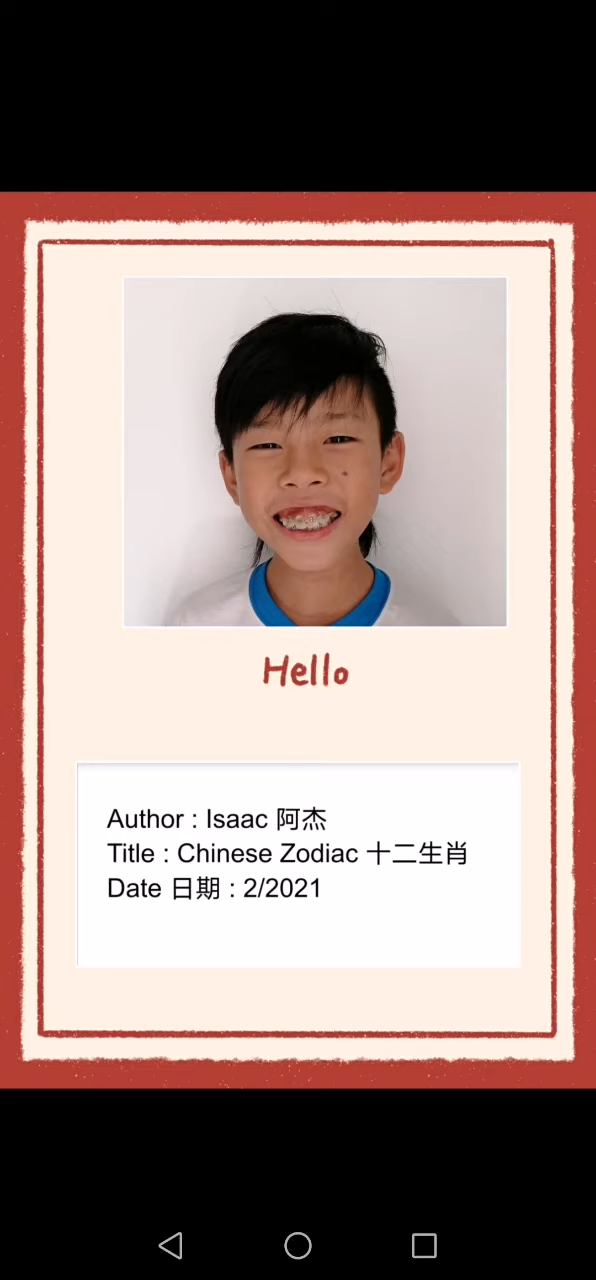 Hello
Author : Isaac 阿杰
Title : Chinese Zodiac 十二生肖
Date 日期 : 2/2021